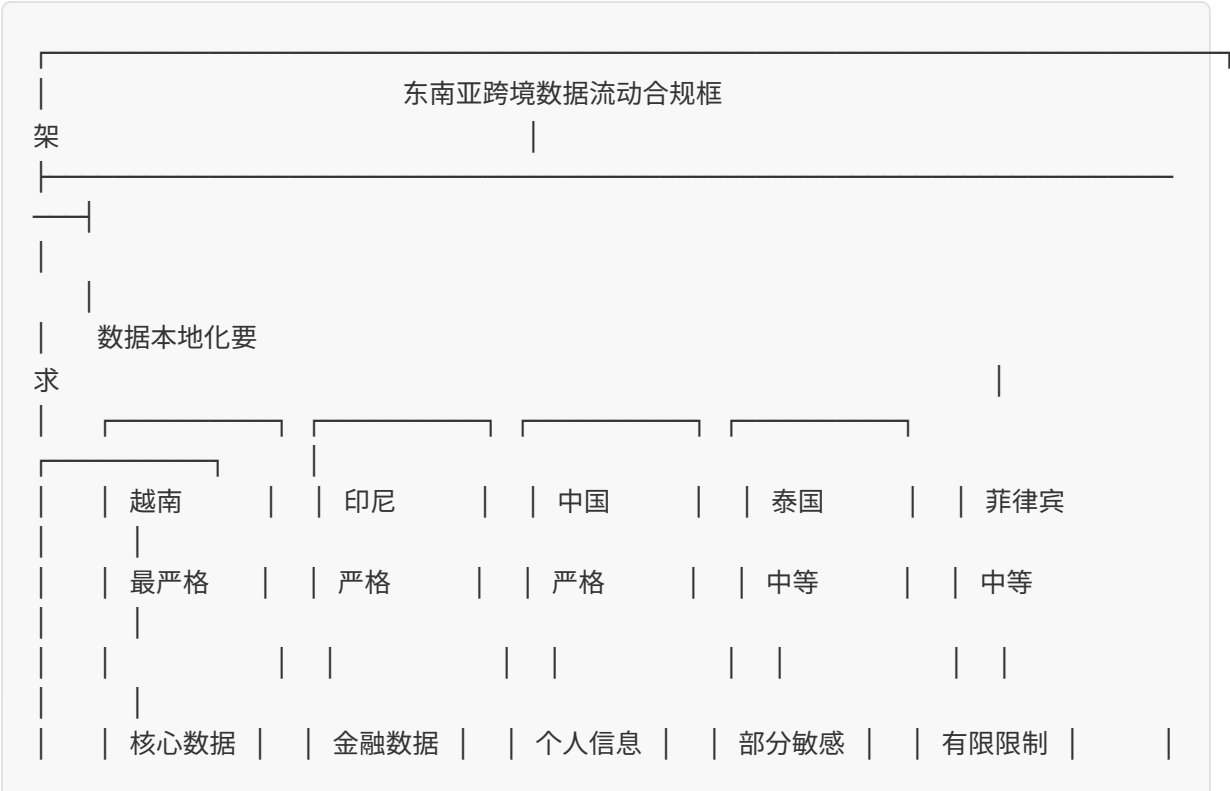 东南亚跨境数据流动合规框
架
数据本地化要
求
越南 印尼 中国 泰国 菲律宾
最严格 严格 严格 中等 中等
核心数据 金融数据 个人信息 部分敏感 有限限制